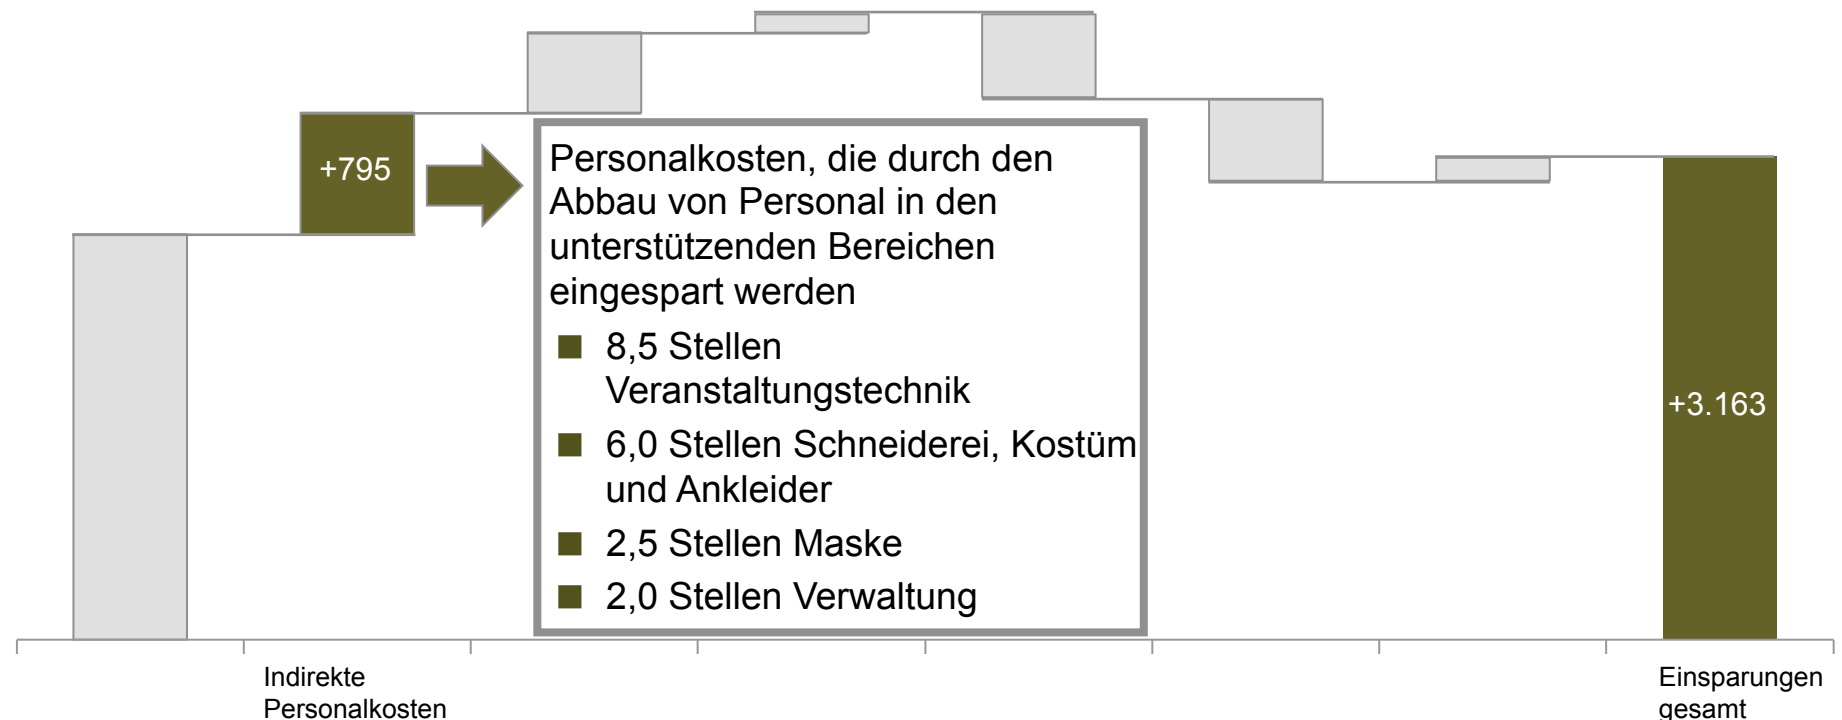 +795
Personalkosten, die durch den
Abbau von Personal in den
unterstützenden Bereichen
eingespart werden
8,5 Stellen
Veranstaltungstechnik
6,0 Stellen Schneiderei, Kostüm
und Ankleider
2,5 Stellen Maske
2,0 Stellen Verwaltung
+3.163
Indirekte
Personalkosten
Einsparungen
gesamt